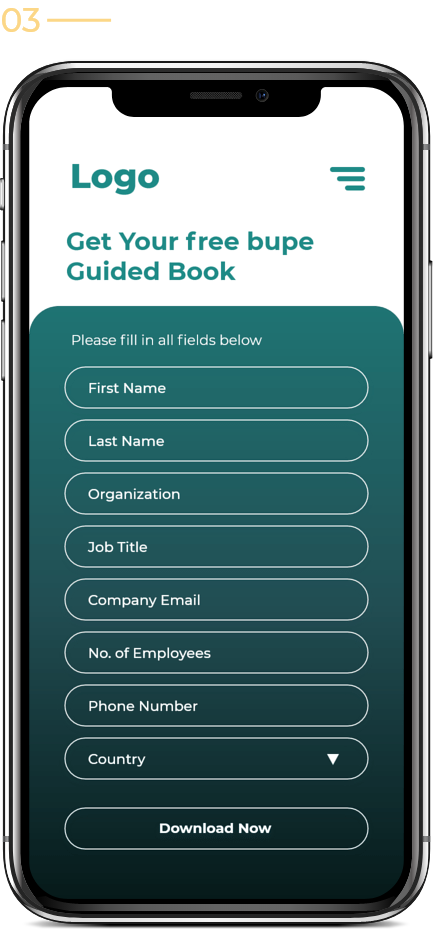 03
Logo
Get Your free bupe
Guided Book
Please fill in all fields below
First Name
Last Name
Organization
Job Title
Company Email
No. of Employees
Phone Number
Country
Download Now